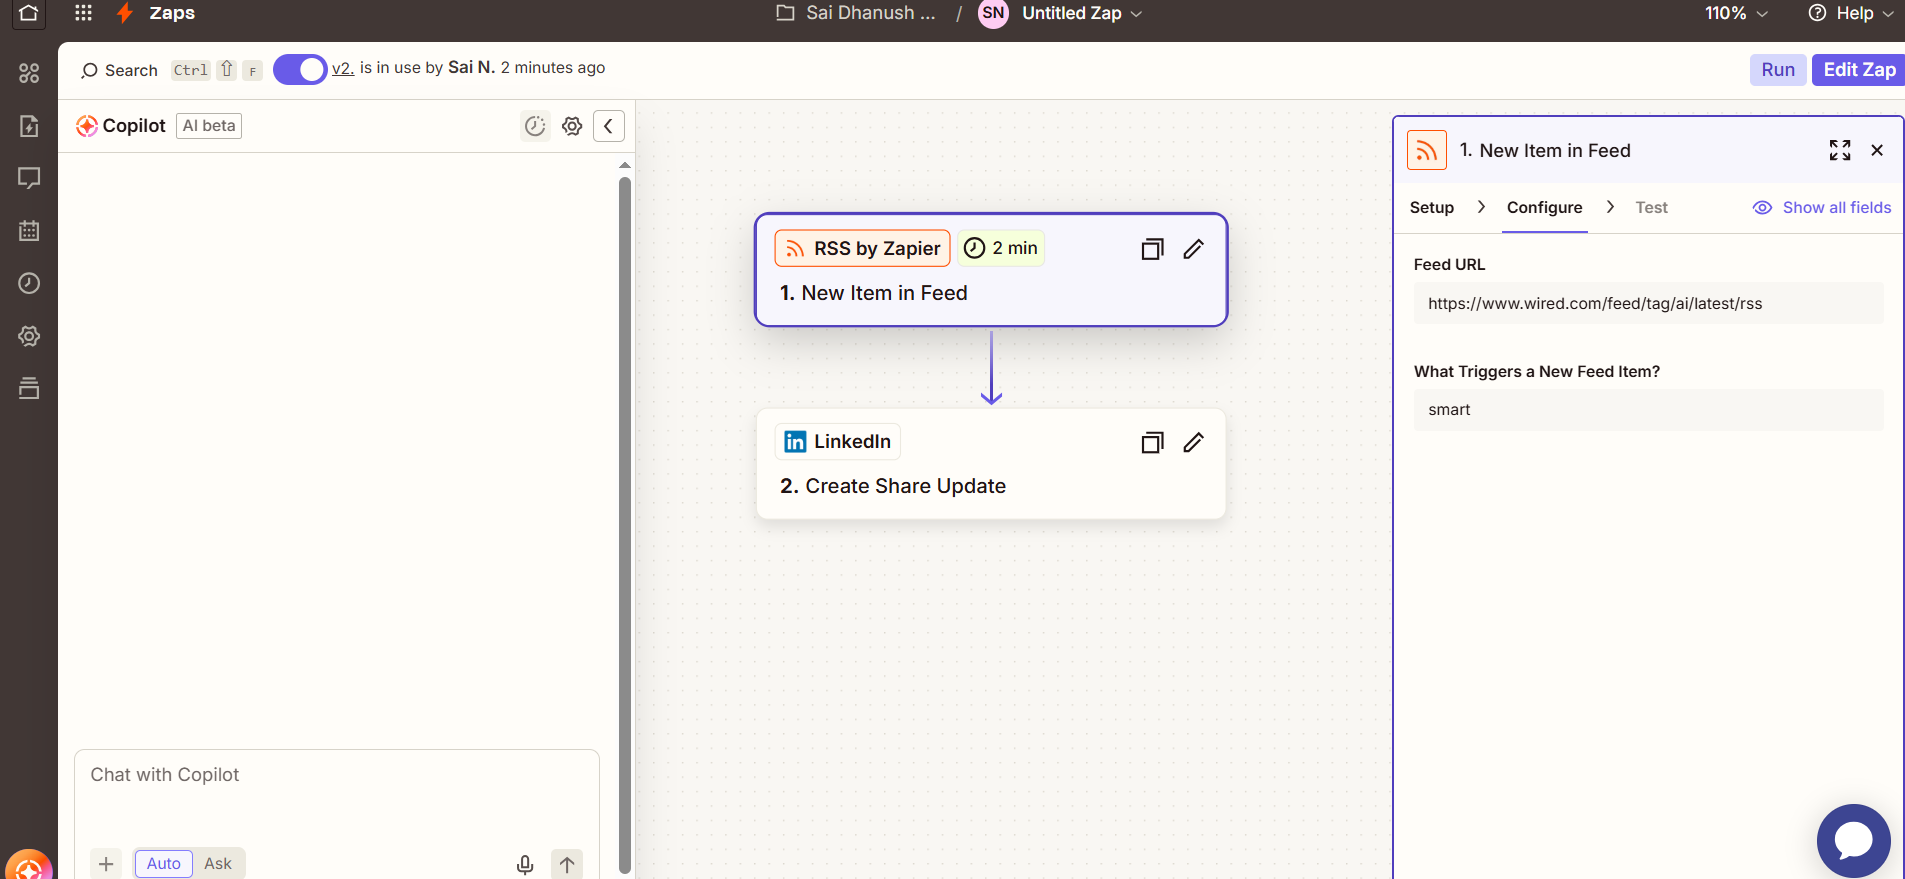 Zaps
Sai Dhanush ... / SN Untitled Zap
110% Help
Search Ctrl ⇧ F v2. is in use by Sai N. 2 minutes ago
Run Edit Zap
Copilot AI beta
RSS by Zapier 2 min
1. New Item in Feed
LinkedIn
2. Create Share Update
Chat with Copilot
Auto Ask
1. New Item in Feed
Setup Configure Test Show all fields
Feed URL
https://www.wired.com/feed/tag/ai/latest/rss
What Triggers a New Feed Item?
smart